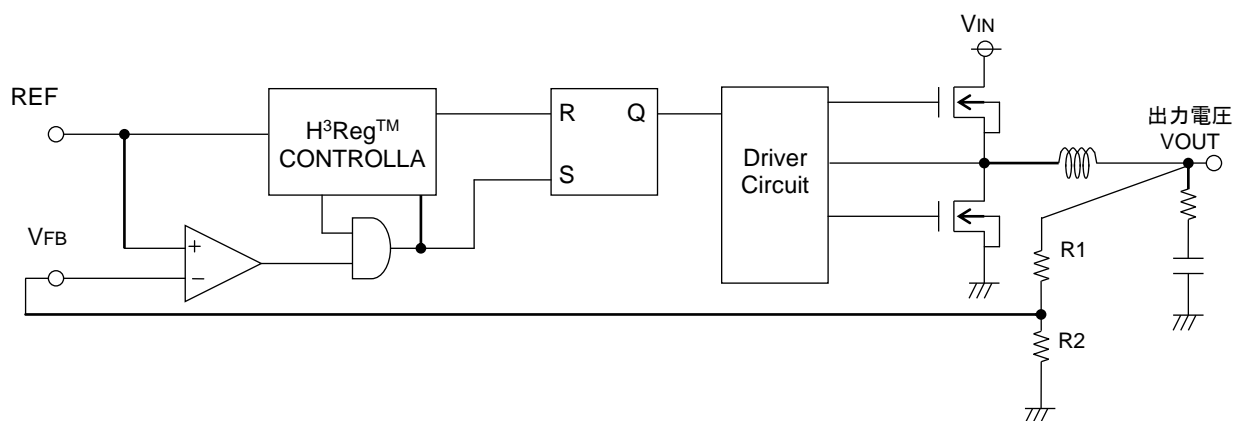 VIN
REF
H³Reg™
CONTROLLA
R
Q
S
Driver
Circuit
出力電圧
VOUT
VFB
+
−
R1
R2